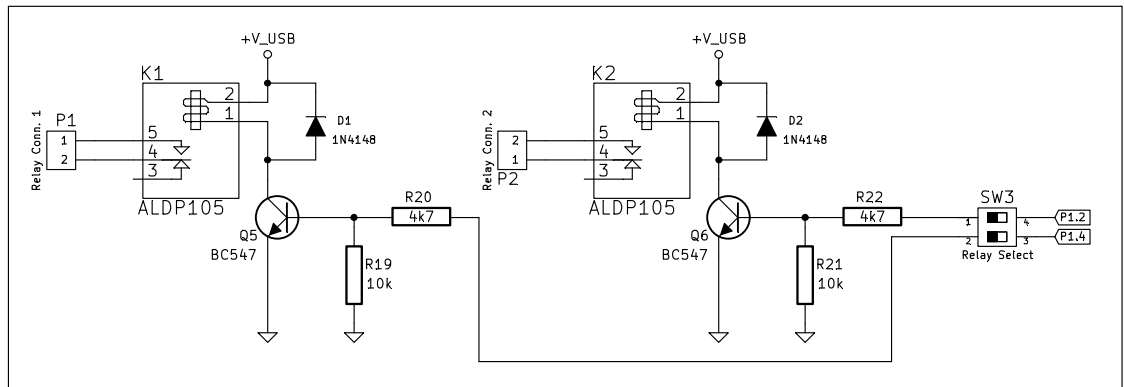 +V_USB
K1
2
1
D1
1N4148
Relay Conn. 1
P1
1
2
5
4
3
ALDP105
Q5
BC547
R20
4k7
R19
10k
+V_USB
K2
2
1
D2
1N4148
Relay Conn. 2
2
1
P2
5
4
3
ALDP105
Q6
BC547
R22
4k7
R21
10k
SW3
1
2
4
3
P1.2
P1.4
Relay Select